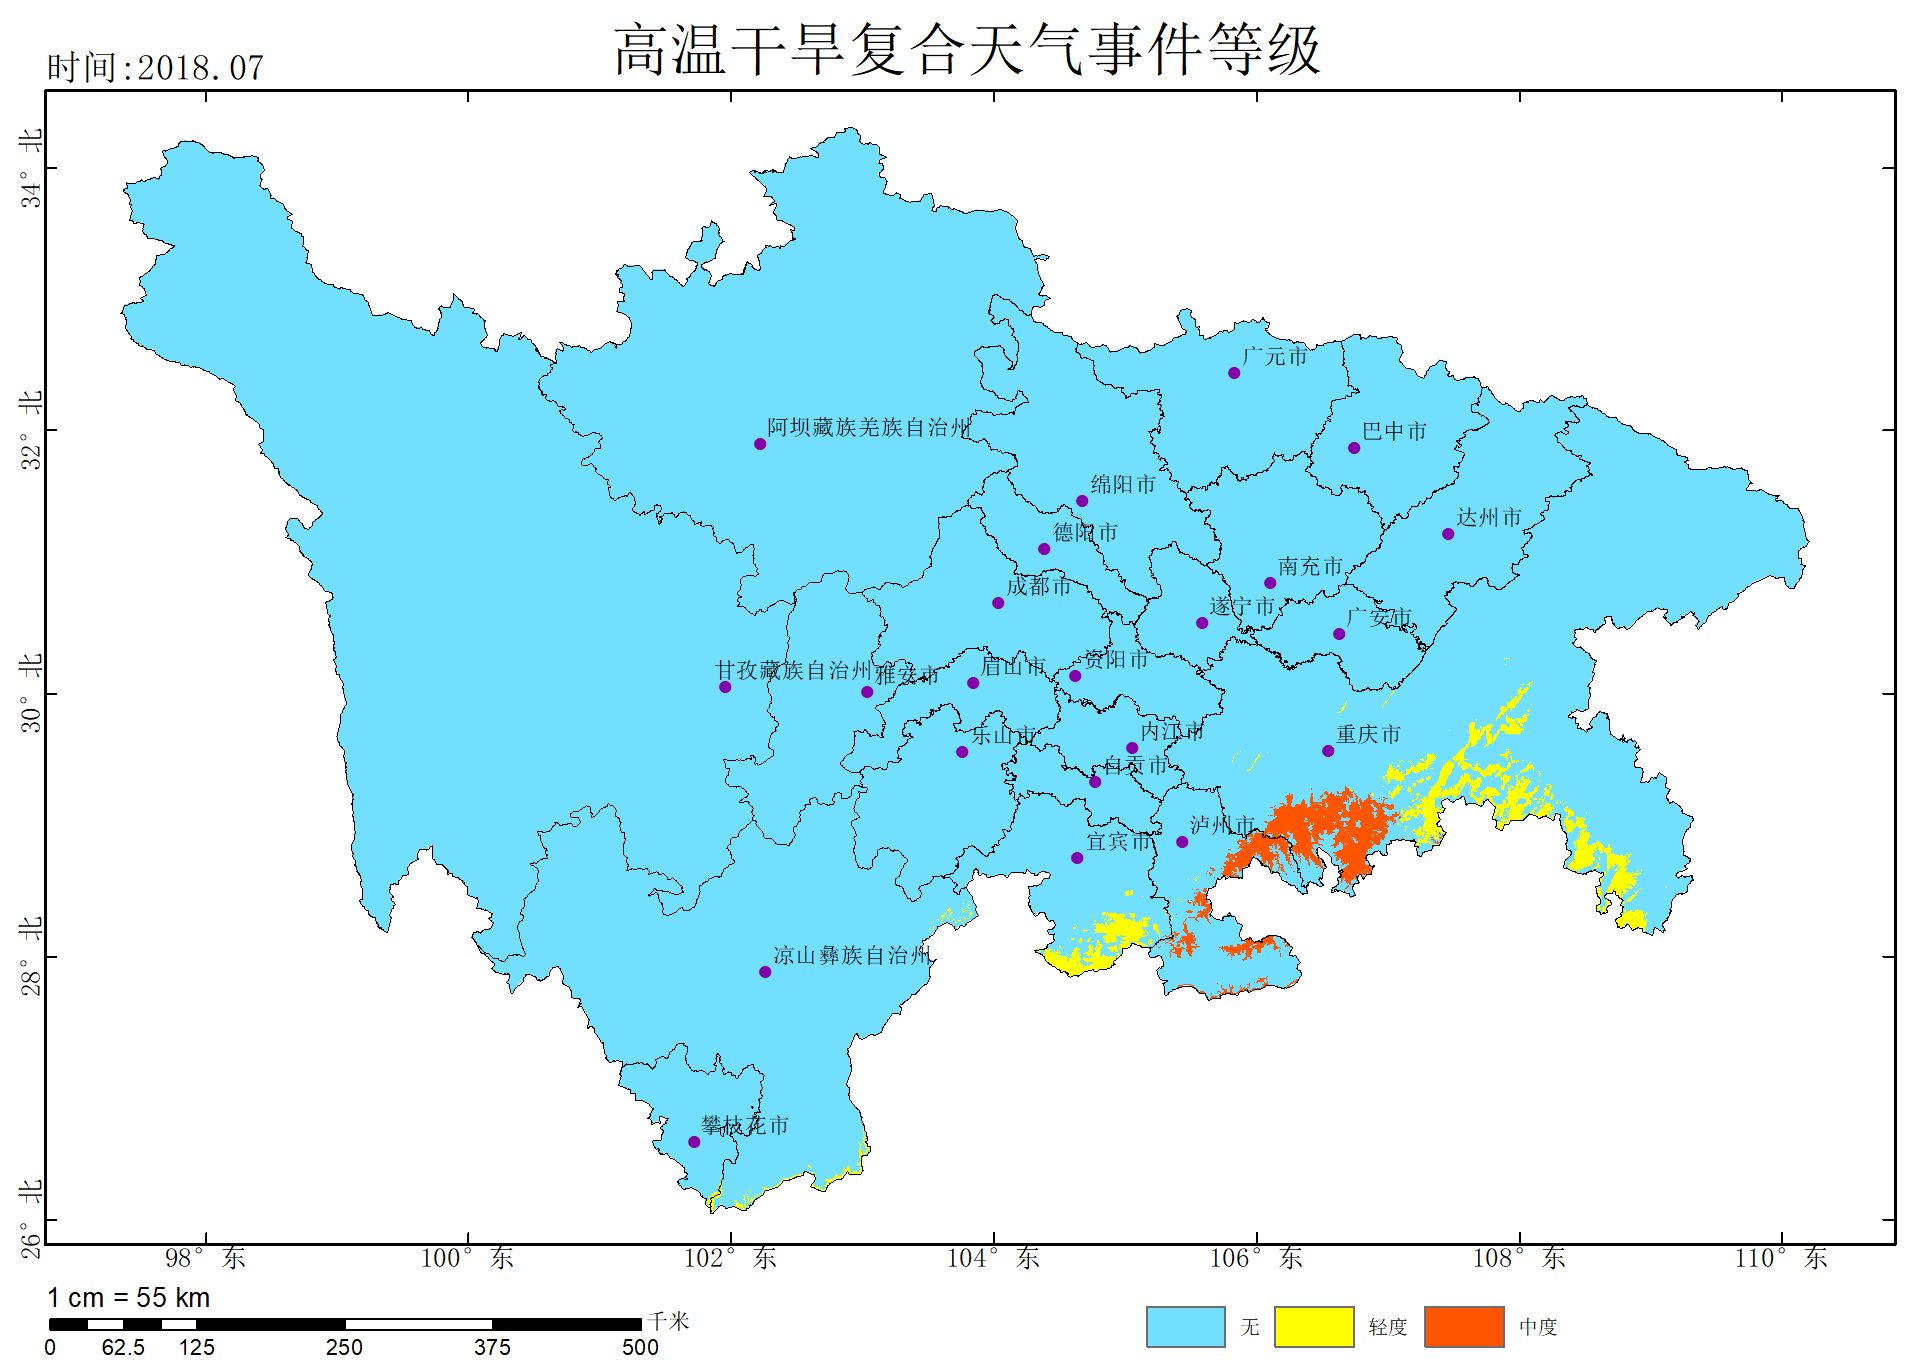 高温干旱复合天气事件等级
时间:2018.07
34° 北
32° 北
30° 北
28° 北
26° 北
广元市
阿坝藏族羌族自治州
巴中市
绵阳市
达州市
德阳市
南充市
成都市
遂宁市
广安市
甘孜藏族自治州
雅安市
眉山市
资阳市
乐山市
内江市
重庆市
自贡市
泸州市
宜宾市
凉山彝族自治州
攀枝花市
98° 东
100° 东
102° 东
104° 东
106° 东
108° 东
110° 东
1 cm = 55 km
千米
0 62.5 125 250 375 500
无
轻度
中度